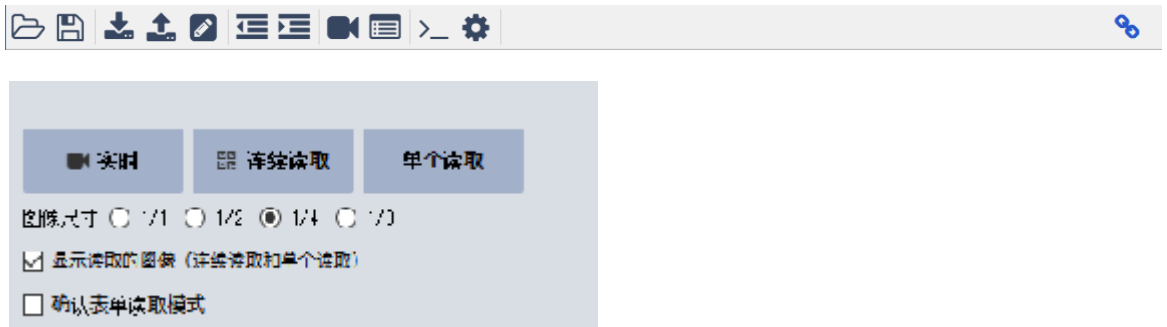 实时 连续读取 单个读取
图像尺寸 1/1 1/2 1/4
显示读取的图像（连续读取和单个读取）
确认表单读取模式